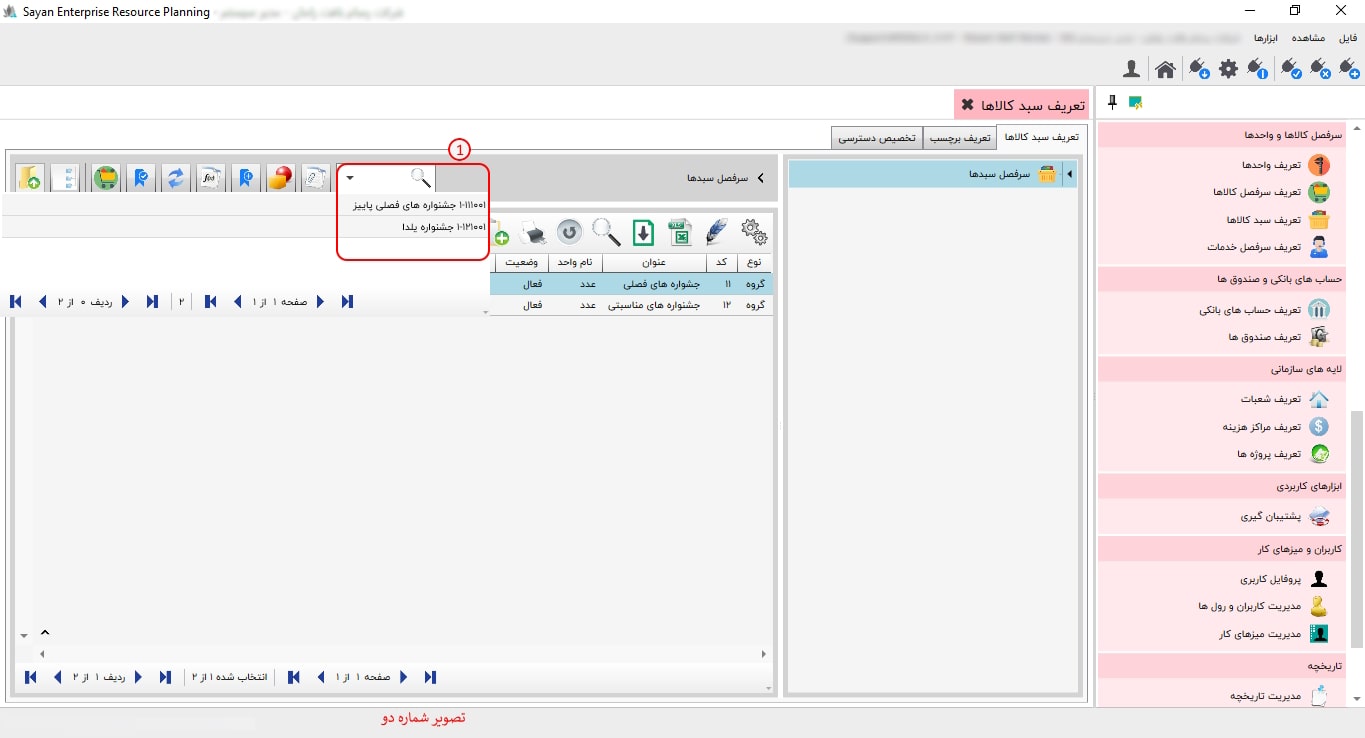 Sayan Enterprise Resource Planning
فایل
مشاهده
ابزارها
تعریف سبد کالاها
تعریف سبد کالاها
تعریف برچسب
تخصیص دسترسی
سرفصل کالاها و واحدها
تعریف واحدها
تعریف سرفصل کالاها
تعریف سبد کالاها
تعریف سرفصل خدمات
حساب های بانکی و صندوق ها
تعریف حساب های بانکی
تعریف صندوق ها
لایه های سازمانی
تعریف شعبات
تعریف مراکز هزینه
تعریف پروژه ها
ابزارهای کاربردی
پشتیبان گیری
کاربران و میزهای کار
پروفایل کاربری
مدیریت کاربران و رول ها
مدیریت میزهای کار
تاریخچه
مدیریت تاریخچه
سرفصل سبدها
سرفصل سبدها
1
۱-۱۱۱۰۰۱ جشنواره های فصلی پاییز
۱-۱۲۱۰۰۱ جشنواره یلدا
ردیف ۰ از ۲
۲
صفحه ۱ از ۱
نوع کد عنوان نام واحد وضعیت
گروه ۱۱ جشواره های فصلی عدد فعال
گروه ۱۲ جشنواره های مناسبتی عدد فعال
ردیف ۱ از ۲
انتخاب شده ۱ از ۲
صفحه ۱ از ۱
تصویر شماره دو